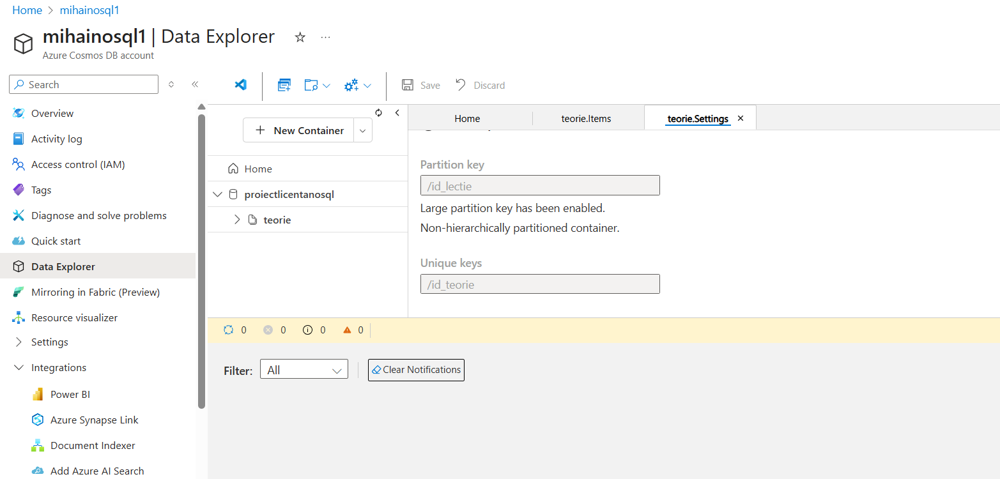 Home > mihainosql1
mihainosql1 | Data Explorer
Azure Cosmos DB account
Search
Overview
Activity log
Access control (IAM)
Tags
Diagnose and solve problems
Quick start
Data Explorer
Mirroring in Fabric (Preview)
Resource visualizer
Settings
Integrations
Power BI
Azure Synapse Link
Document Indexer
Add Azure AI Search
Save Discard
New Container
Home
proiectlicentanosql
teorie
Home teorie.Items teorie.Settings
Partition key
/id_lectie
Large partition key has been enabled.
Non-hierarchically partitioned container.
Unique keys
/id_teorie
0 0 0 0
Filter: All Clear Notifications